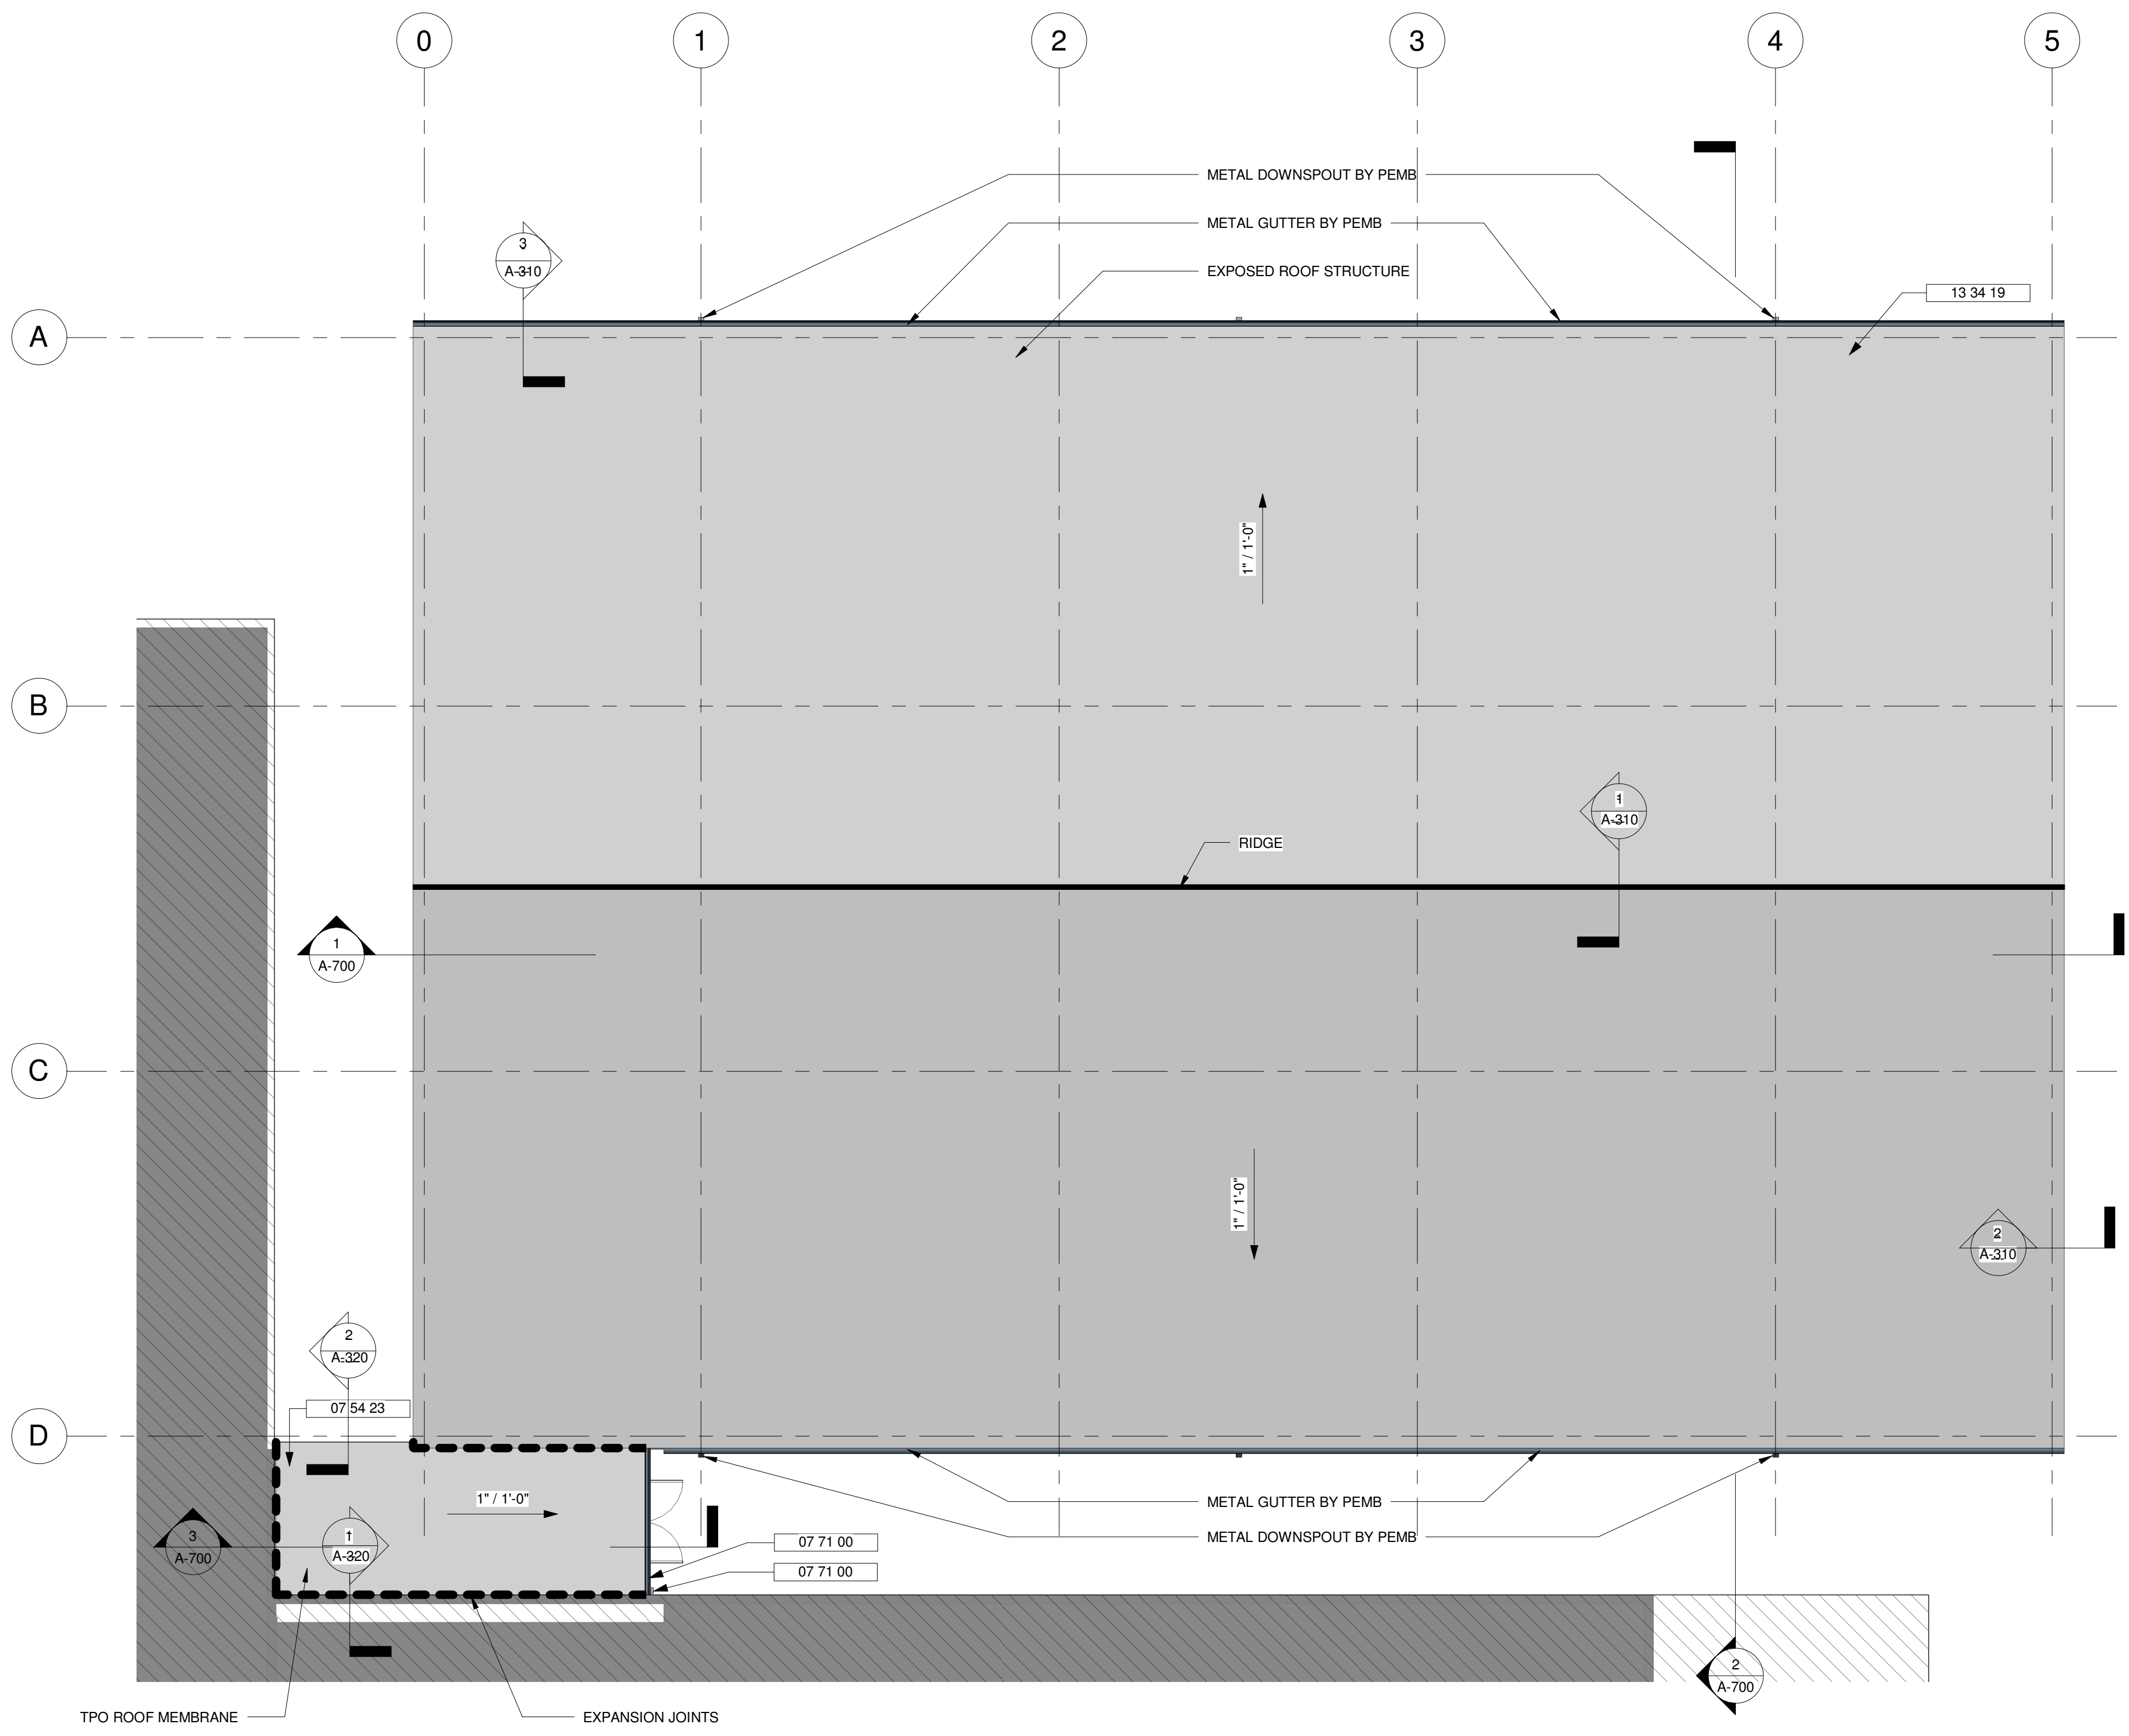 0 1 2 3 4 5
METAL DOWNSPOUT BY PEMB
METAL GUTTER BY PEMB
3
A-310
EXPOSED ROOF STRUCTURE
13 34 19
A
1" / 1'-0"
B
1
A-310
RIDGE
1
A-700
C
1" / 1'-0"
2
A-310
2
A-320
07 54 23
D
1" / 1'-0"
METAL GUTTER BY PEMB
METAL DOWNSPOUT BY PEMB
3
A-700
1
A-320
07 71 00
07 71 00
2
A-700
TPO ROOF MEMBRANE
EXPANSION JOINTS